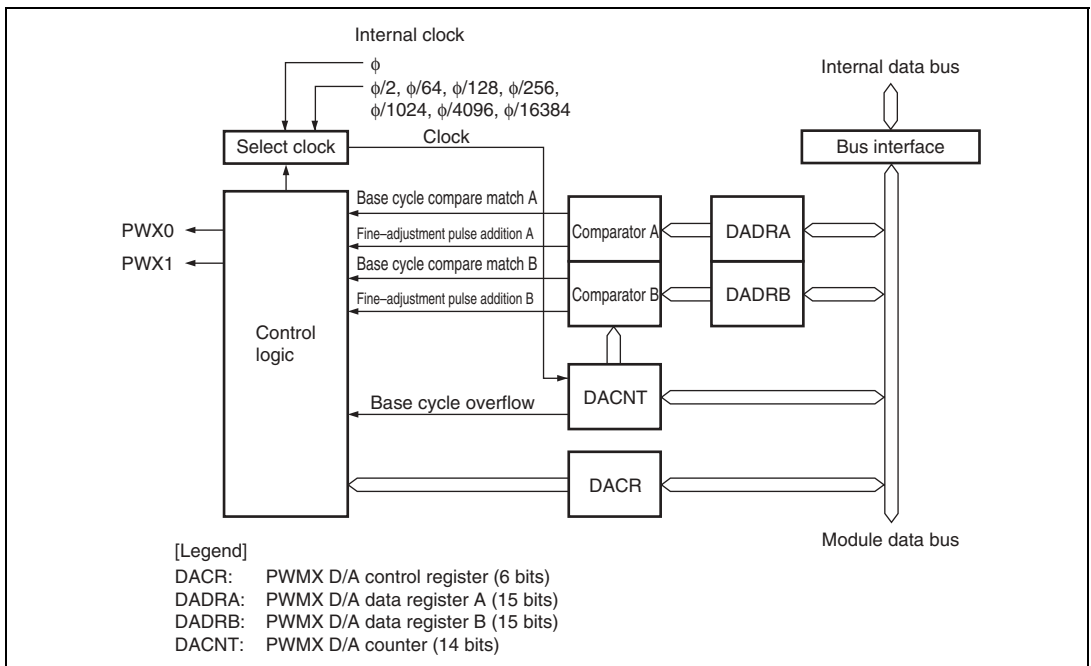 Internal clock
ϕ
ϕ/2, ϕ/64, ϕ/128, ϕ/256,
ϕ/1024, ϕ/4096, ϕ/16384
Internal data bus
Select clock
Clock
Bus interface
Base cycle compare match A
Fine–adjustment pulse addition A
Base cycle compare match B
Fine–adjustment pulse addition B
Comparator A
DADRA
Comparator B
DADRB
PWX0
PWX1
Control
logic
DACNT
Base cycle overflow
DACR
Module data bus
[Legend]
DACR: PWMX D/A control register (6 bits)
DADRA: PWMX D/A data register A (15 bits)
DADRB: PWMX D/A data register B (15 bits)
DACNT: PWMX D/A counter (14 bits)